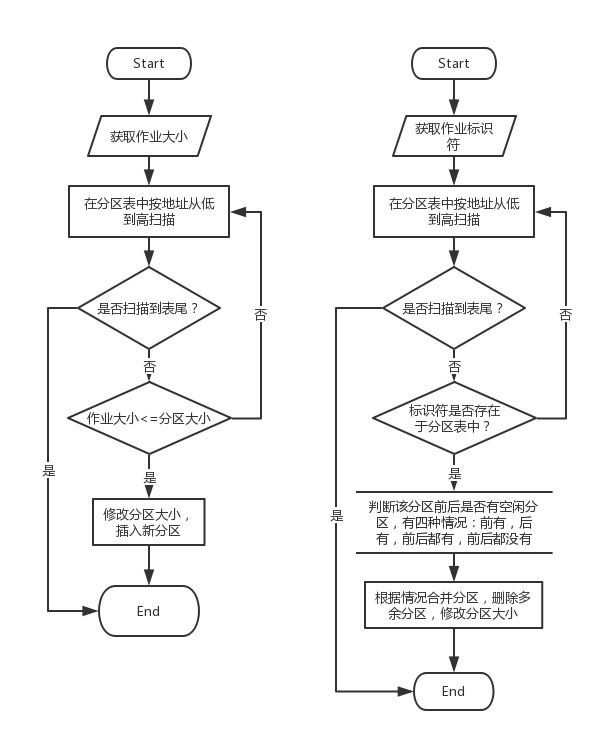 Start
获取作业大小
在分区表中按地址从低
到高扫描
是否扫描到表尾？
否
否
作业大小<=分区大小
是
是
修改分区大小，
插入新分区
End
Start
获取作业标识
符
在分区表中按地址从低
到高扫描
是否扫描到表尾？
否
否
标识符是否存在
于分区表中？
是
是
判断该分区前后是否有空闲分
区，有四种情况：前有，后
有，前后都有，前后都没有
根据情况合并分区，删除多
余分区，修改分区大小
End